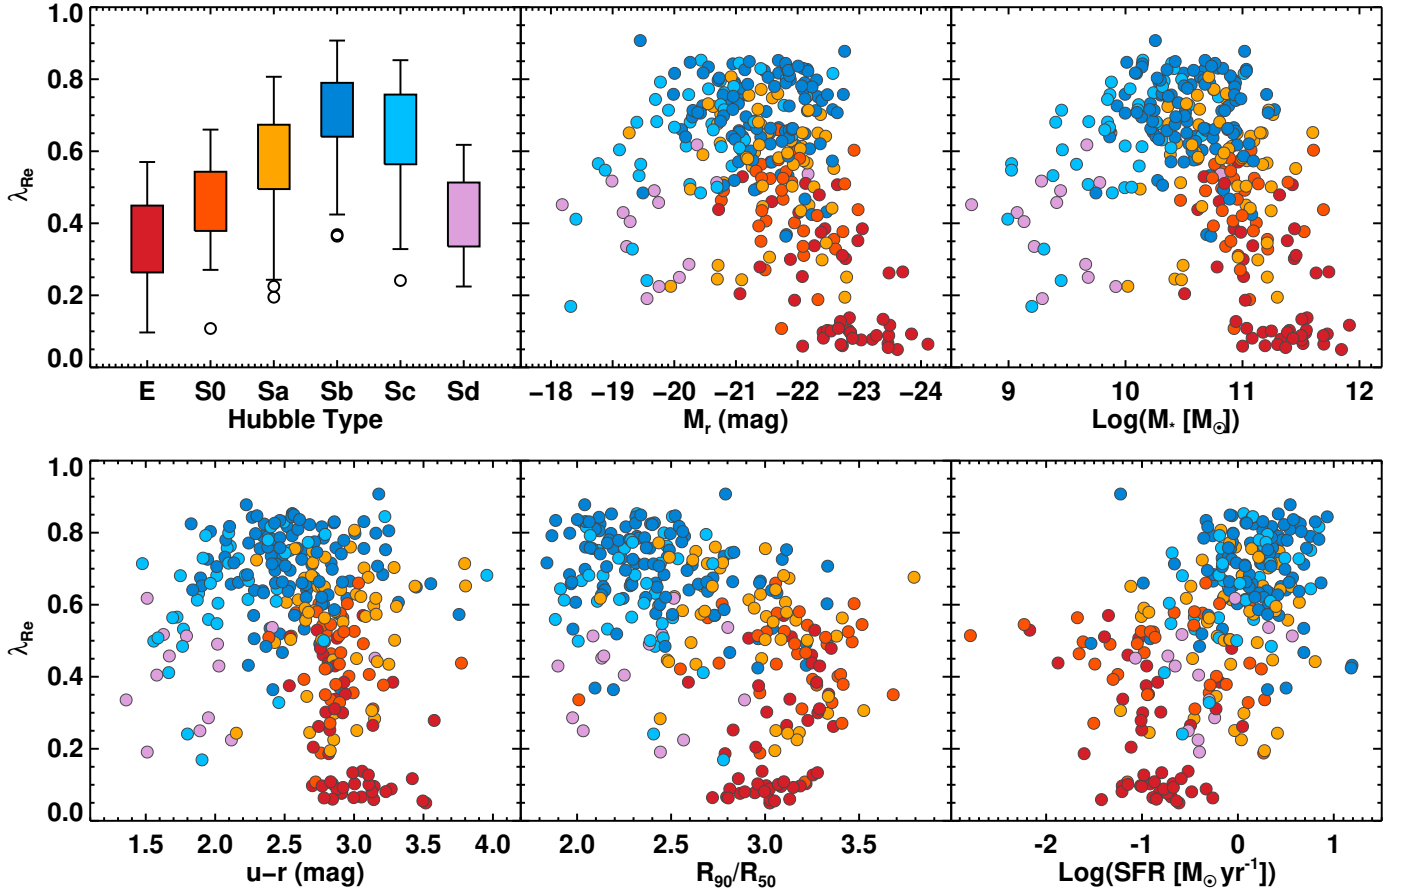 1.0
0.8
0.6
0.4
0.2
0.0
λRe
E S0 Sa Sb Sc Sd
Hubble Type
−18 −19 −20 −21 −22 −23 −24
Mr (mag)
9 10 11 12
Log(M* [M⊙])
1.0
0.8
0.6
0.4
0.2
0.0
λRe
1.5 2.0 2.5 3.0 3.5 4.0
u−r (mag)
2.0 2.5 3.0 3.5
R90/R50
-2 -1 0 1
Log(SFR [M⊙ yr-1])